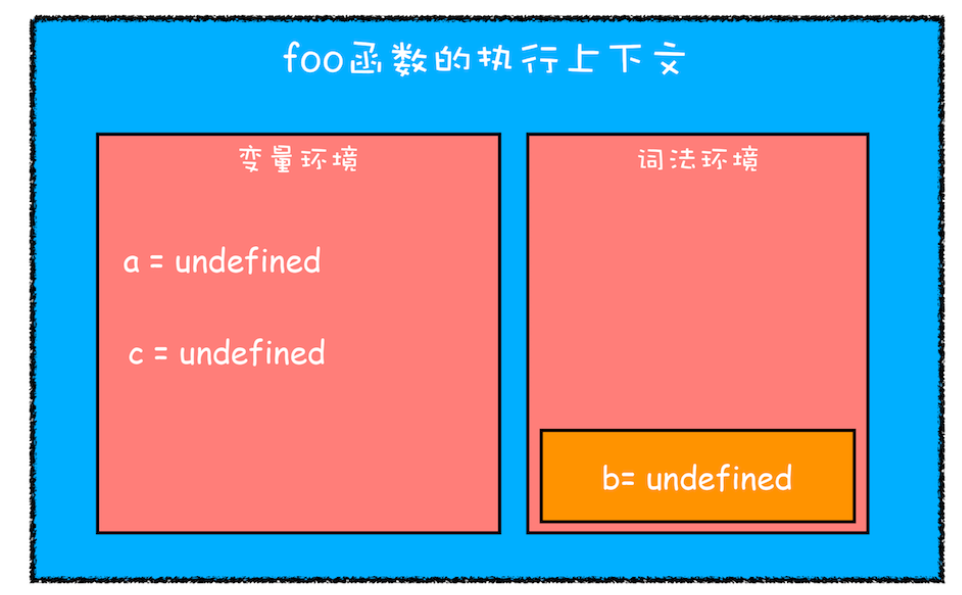 foo函数的执行上下文
变量环境
a = undefined
c = undefined
词法环境
b= undefined